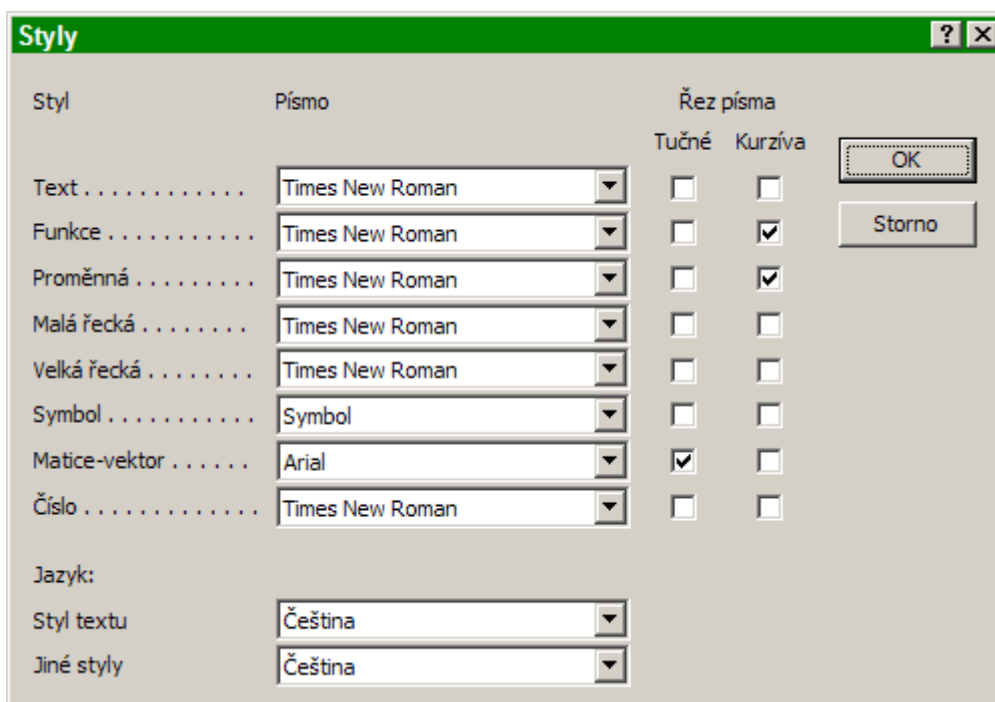 Styly
Styl Písmo Řez písma
Tučné Kurzíva
OK
Text . . . . . . . . . . . . Times New Roman
Storno
Funkce . . . . . . . . . . . Times New Roman
Proměnná . . . . . . . . . Times New Roman
Malá řecká . . . . . . . . Times New Roman
Velká řecká . . . . . . . . Times New Roman
Symbol . . . . . . . . . . . Symbol
Matice-vektor . . . . . . Arial
Číslo . . . . . . . . . . . . . Times New Roman
Jazyk:
Styl textu Čeština
Jiné styly Čeština